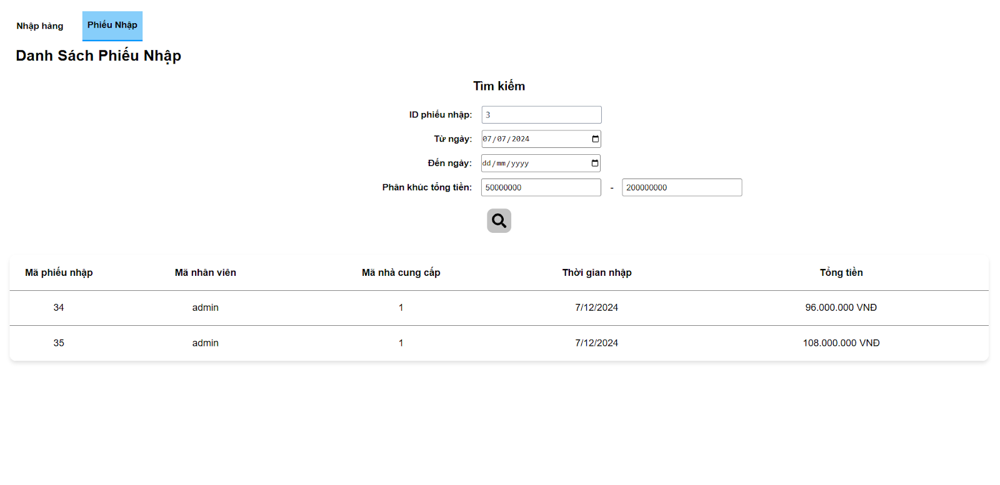 Nhập hàng Phiếu Nhập
Danh Sách Phiếu Nhập
Tìm kiếm
ID phiếu nhập: 3
Từ ngày: 07/07/2024
Đến ngày: dd/mm/yyyy
Phân khúc tổng tiền: 50000000 - 200000000
Mã phiếu nhập Mã nhân viên Mã nhà cung cấp Thời gian nhập Tổng tiền
34 admin 1 7/12/2024 96.000.000 VNĐ
35 admin 1 7/12/2024 108.000.000 VNĐ